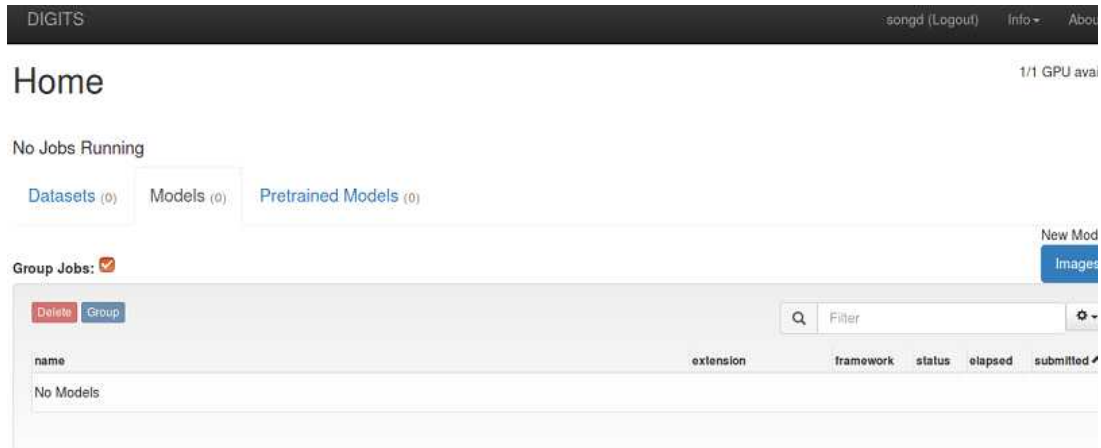 DIGITS songd (Logout) Info Abou
Home 1/1 GPU avai
No Jobs Running
Datasets (0) Models (0) Pretrained Models (0)
New Mod
Group Jobs: Images
Delete Group Filter
name extension framework status elapsed submitted
No Models